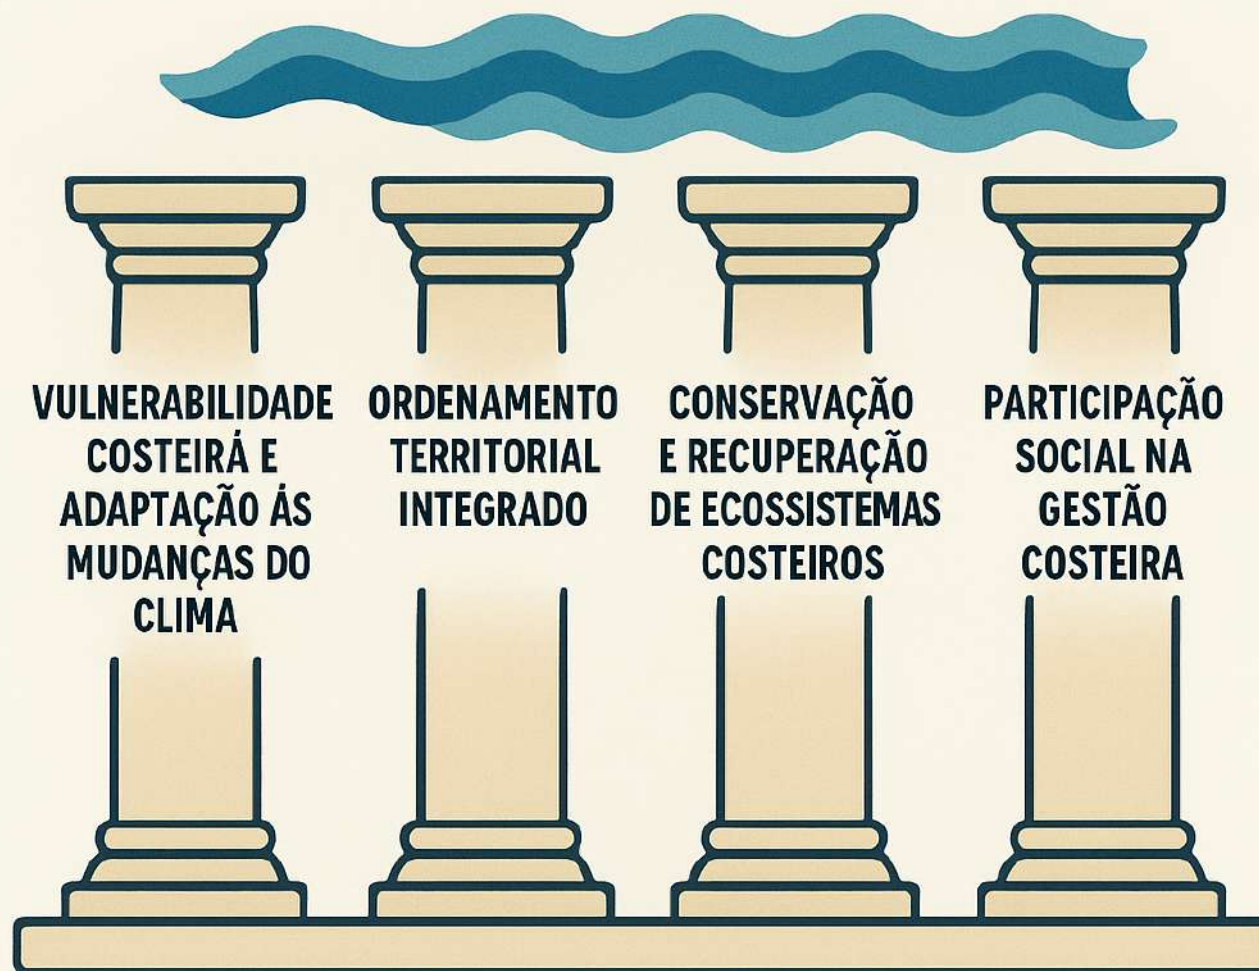 VULNERABILIDADE
COSTEIRÁ E
ADAPTAÇÃO ÁS
MUDANÇAS DO
CLIMA
ORDENAMENTO
TERRITORIAL
INTEGRADO
CONSERVAÇÃO
E RECUPERAÇÃO
DE ECOSSISTEMAS
COSTEIROS
PARTICIPAÇÃO
SOCIAL NA
GESTÃO
COSTEIRA